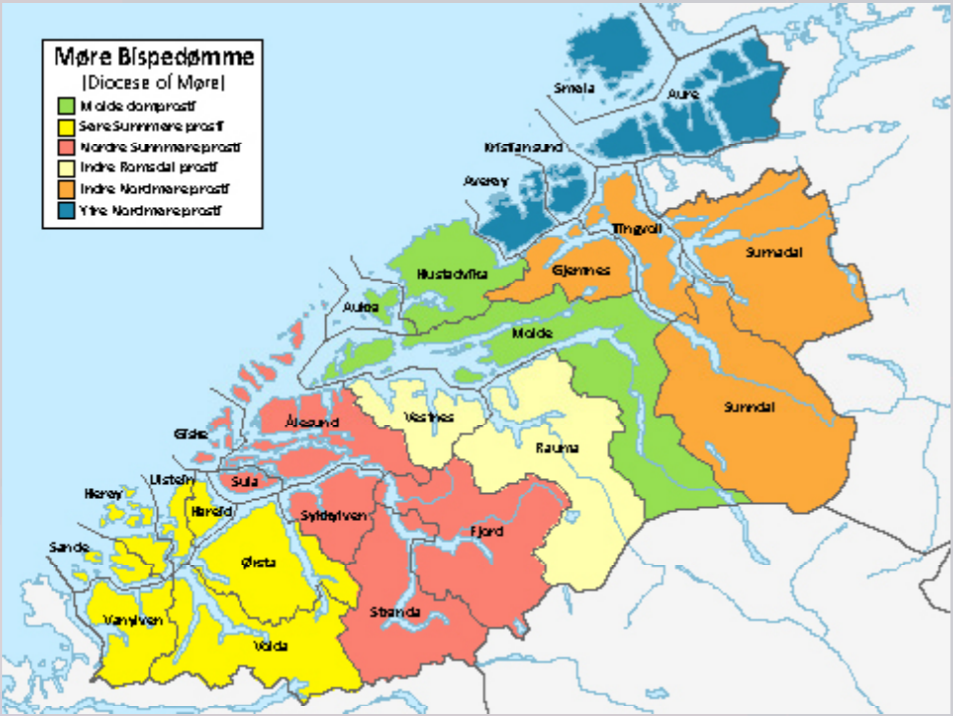 Møre Bispedømme
(Diocese of Møre)
Molde domprosti
Søre Sunnmøre prosti
Nordre Sunnmøre prosti
Indre Romsdal prosti
Indre Nordmøre prosti
Ytre Nordmøre prosti
Smøla
Aure
Kristiansund
Averøy
Tingvoll
Surnadal
Gjemnes
Hustadvika
Aukra
Molde
Sunndal
Vestnes
Ålesund
Giske
Rauma
Ulstein
Sula
Herøy
Hareid
Sykkylven
Fjord
Sande
Ørsta
Stranda
Vanylven
Volda